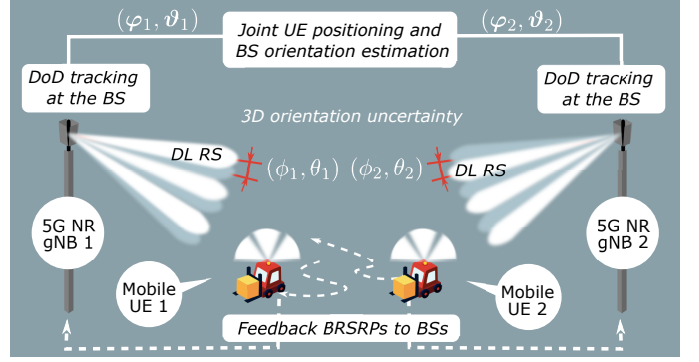 (φ₁, ϑ₁)
Joint UE positioning and
BS orientation estimation
(φ₂, ϑ₂)
DoD tracking
at the BS
DoD tracking
at the BS
3D orientation uncertainty
DL RS
(ϕ₁, θ₁)
(ϕ₂, θ₂)
DL RS
5G NR
gNB 1
5G NR
gNB 2
Mobile
UE 1
Mobile
UE 2
Feedback BRSRPs to BSs